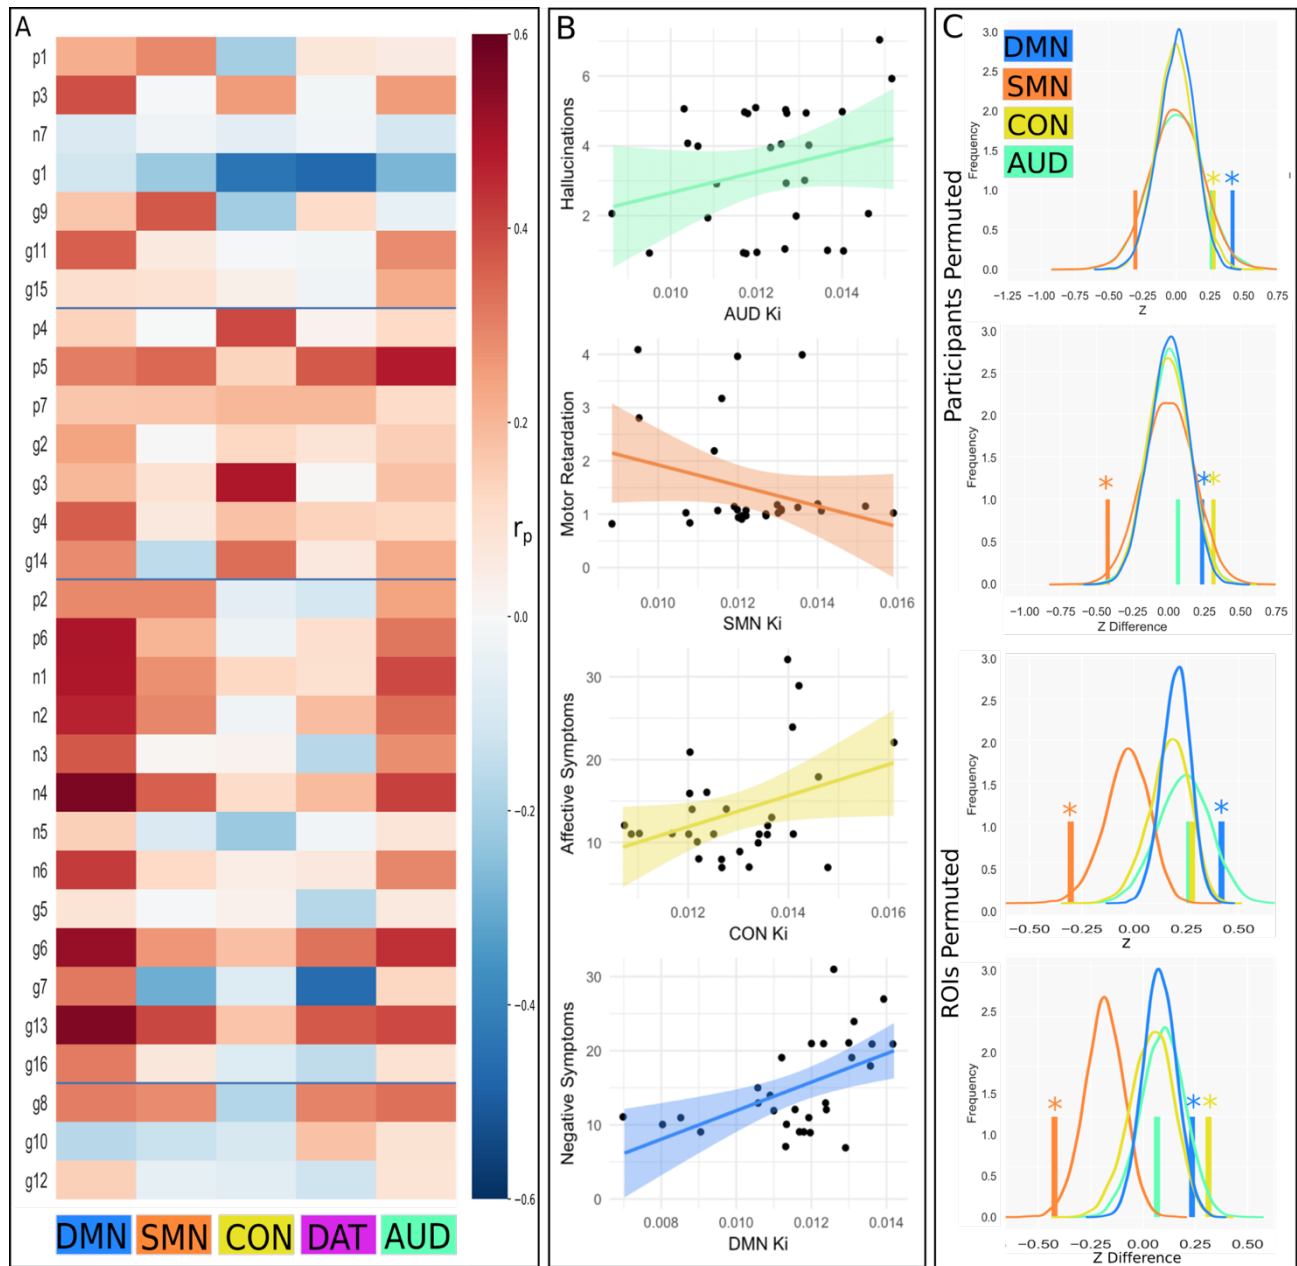 A
p1
p3
n7
g1
g9
g11
g15
p4
p5
p7
g2
g3
g4
g14
p2
p6
n1
n2
n3
n4
n5
n6
g5
g6
g7
g13
g16
g8
g10
g12
DMN SMN CON DAT AUD
0.6
0.4
0.2
rp
0.0
−0.2
−0.4
−0.6
B
Hallucinations
6
4
2
0.010 0.012 0.014
AUD Ki
Motor Retardation
4
3
2
1
0
0.010 0.012 0.014 0.016
SMN Ki
Affective Symptoms
30
20
10
0.012 0.014 0.016
CON Ki
Negative Symptoms
30
20
10
0
0.008 0.010 0.012 0.014
DMN Ki
C
DMN
SMN
CON
AUD
Participants Permuted
Frequency
3.0
2.5
2.0
1.5
1.0
0.5
0.0
* *
−1.25 −1.00 −0.75 −0.50 −0.25 0.00 0.25 0.50 0.75
Z
Frequency
3.0
2.5
2.0
1.5
1.0
0.5
0.0
* * *
−1.00 −0.75 −0.50 −0.25 0.00 0.25 0.50 0.75
Z Difference
ROIs Permuted
Frequency
3.0
2.5
2.0
1.5
1.0
0.5
0.0
* *
−0.50 −0.25 0.00 0.25 0.50
Z
Frequency
3.0
2.5
2.0
1.5
1.0
0.5
0.0
* * *
−0.50 −0.25 0.00 0.25 0.50
Z Difference